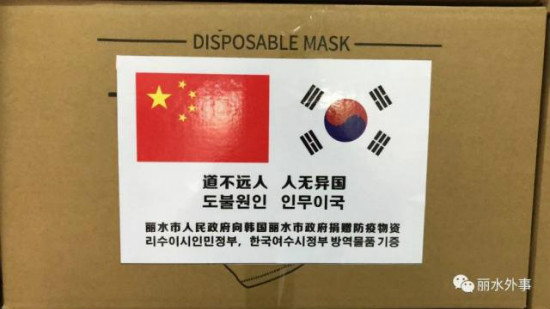 DISPOSABLE MASK
道不远人 人无异国
도불원인 인무이국
丽水市人民政府向韩国丽水市政府捐赠防疫物资
리수이시인민정부, 한국여수시정부 방역물품 기증
丽水外事